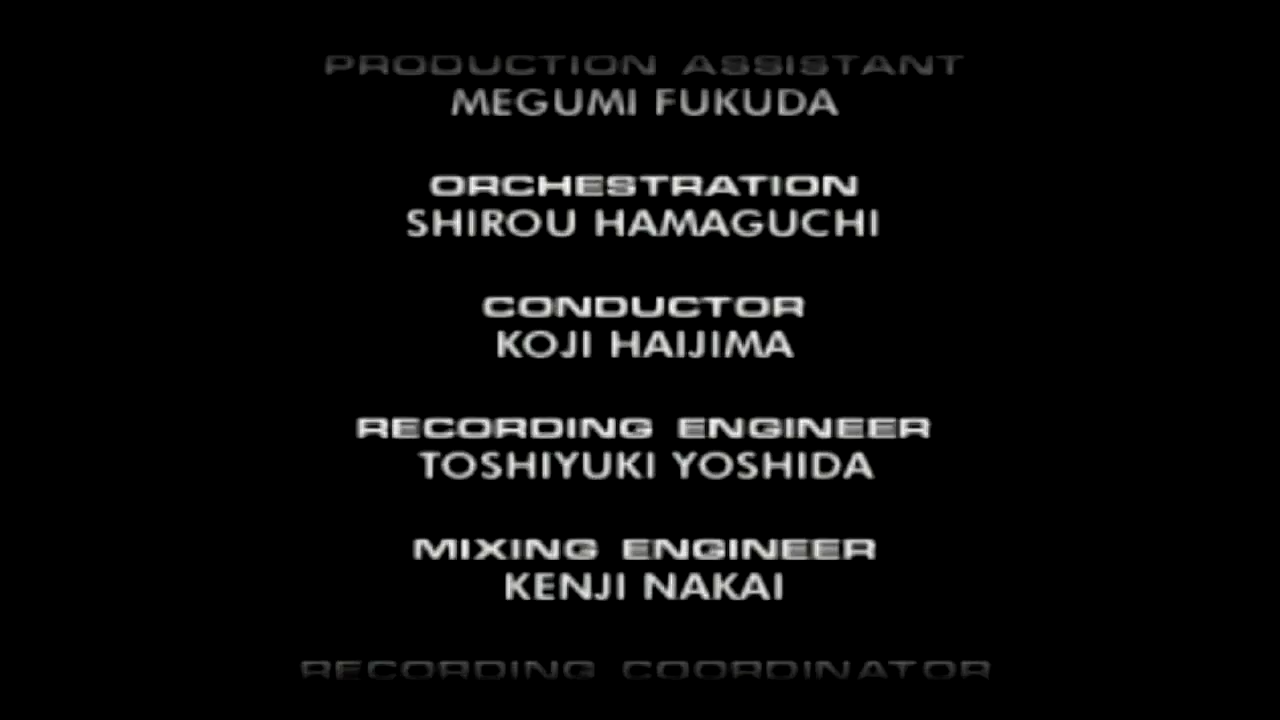 PRODUCTION ASSISTANT
MEGUMI FUKUDA
ORCHESTRATION
SHIROU HAMAGUCHI
CONDUCTOR
KOJI HAIJIMA
RECORDING ENGINEER
TOSHIYUKI YOSHIDA
MIXING ENGINEER
KENJI NAKAI
RECORDING COORDINATOR